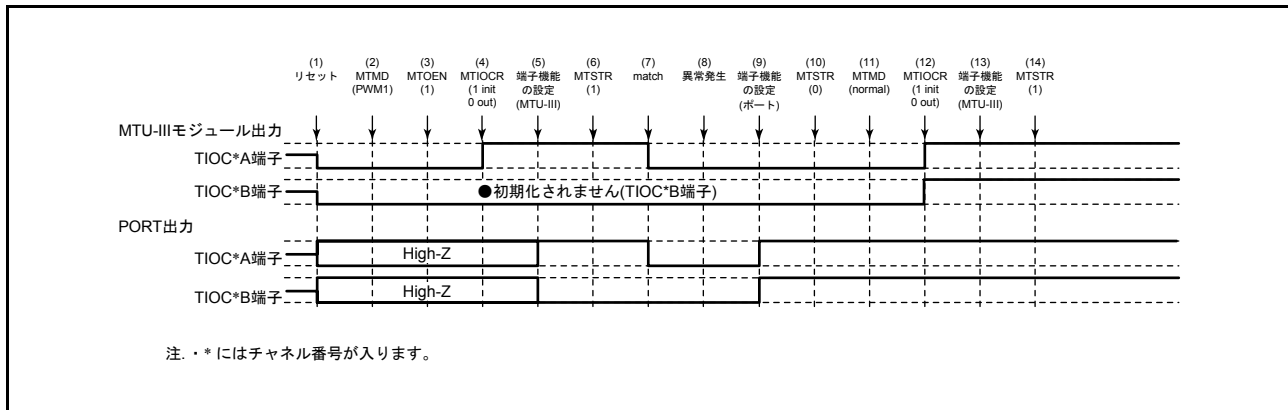 (1) (2) (3) (4) (5) (6) (7) (8) (9) (10) (11) (12) (13) (14)
リセット MTMD MTOEN MTIOCR 端子機能 MTSTR match 異常発生 端子機能 MTSTR MTMD MTIOCR 端子機能 MTSTR
(PWM1) (1) (1 init の設定 (1) の設定 (0) (normal) (1 init の設定 (1)
0 out) (MTU-III) (ポート) 0 out) (MTU-III)
MTU-IIIモジュール出力
TIOC*A端子
TIOC*B端子 ●初期化されません(TIOC*B端子)
PORT出力
TIOC*A端子 High-Z
TIOC*B端子 High-Z
注. ・* にはチャネル番号が入ります。